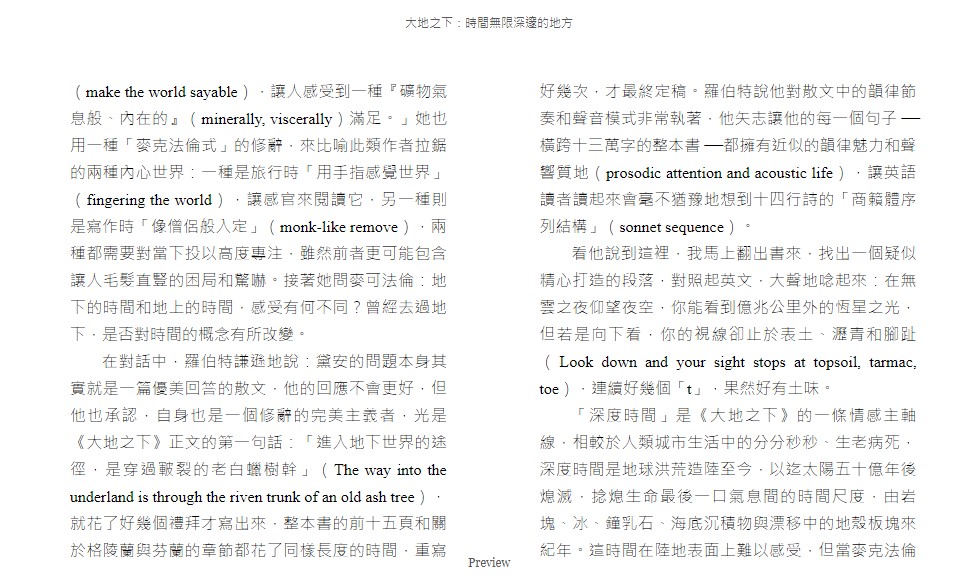 大地之下：時間無限深邃的地方
（make the world sayable），讓人感受到一種『礦物氣
息般、內在的』（minerally, viscerally）滿足。」她也
用一種「麥克法倫式」的修辭，來比喻此類作者拉鋸
的兩種內心世界：一種是旅行時「用手指感覺世界」
（fingering the world），讓感官來閱讀它，另一種則
是寫作時「像僧侶般入定」（monk-like remove），兩
種都需要對當下投以高度專注，雖然前者更可能包含
讓人毛髮直豎的困局和驚嚇。接著她問麥可法倫：地
下的時間和地上的時間，感受有何不同？曾經去過地
下，是否對時間的概念有所改變。
在對話中，羅伯特謙遜地說：黛安的問題本身其
實就是一篇優美回答的散文，他的回應不會更好，但
他也承認，自身也是一個修辭的完美主義者，光是
《大地之下》正文的第一句話：「進入地下世界的途
徑，是穿過皸裂的老白蠟樹幹」（The way into the
underland is through the riven trunk of an old ash tree），
就花了好幾個禮拜才寫出來，整本書的前十五頁和關
於格陵蘭與芬蘭的章節都花了同樣長度的時間，重寫
好幾次，才最終定稿。羅伯特說他對散文中的韻律節
奏和聲音模式非常執著，他矢志讓他的每一個句子——
橫跨十三萬字的整本書——都擁有近似的韻律魅力和聲
響質地（prosodic attention and acoustic life），讓英語
讀者讀起來會毫不猶豫地想到十四行詩的「商籟體序
列結構」（sonnet sequence）。
看他說到這裡，我馬上翻出書來，找出一個疑似
精心打造的段落，對照起英文，大聲地唸起來：在無
雲之夜仰望夜空，你能看到億兆公里外的恆星之光，
但若是向下看，你的視線卻止於表土、瀝青和腳趾
（Look down and your sight stops at topsoil, tarmac,
toe），連續好幾個「t」，果然好有土味。
「深度時間」是《大地之下》的一條情感主軸
線，相較於人類城市生活中的分分秒秒、生老病死，
深度時間是地球洪荒造陸至今，以迄太陽五十億年後
熄滅，捻熄生命最後一口氣息間的時間尺度，由岩
塊、冰、鐘乳石、海底沉積物與漂移中的地殼板塊來
紀年。這時間在陸地表面上難以感受，但當麥克法倫
Preview